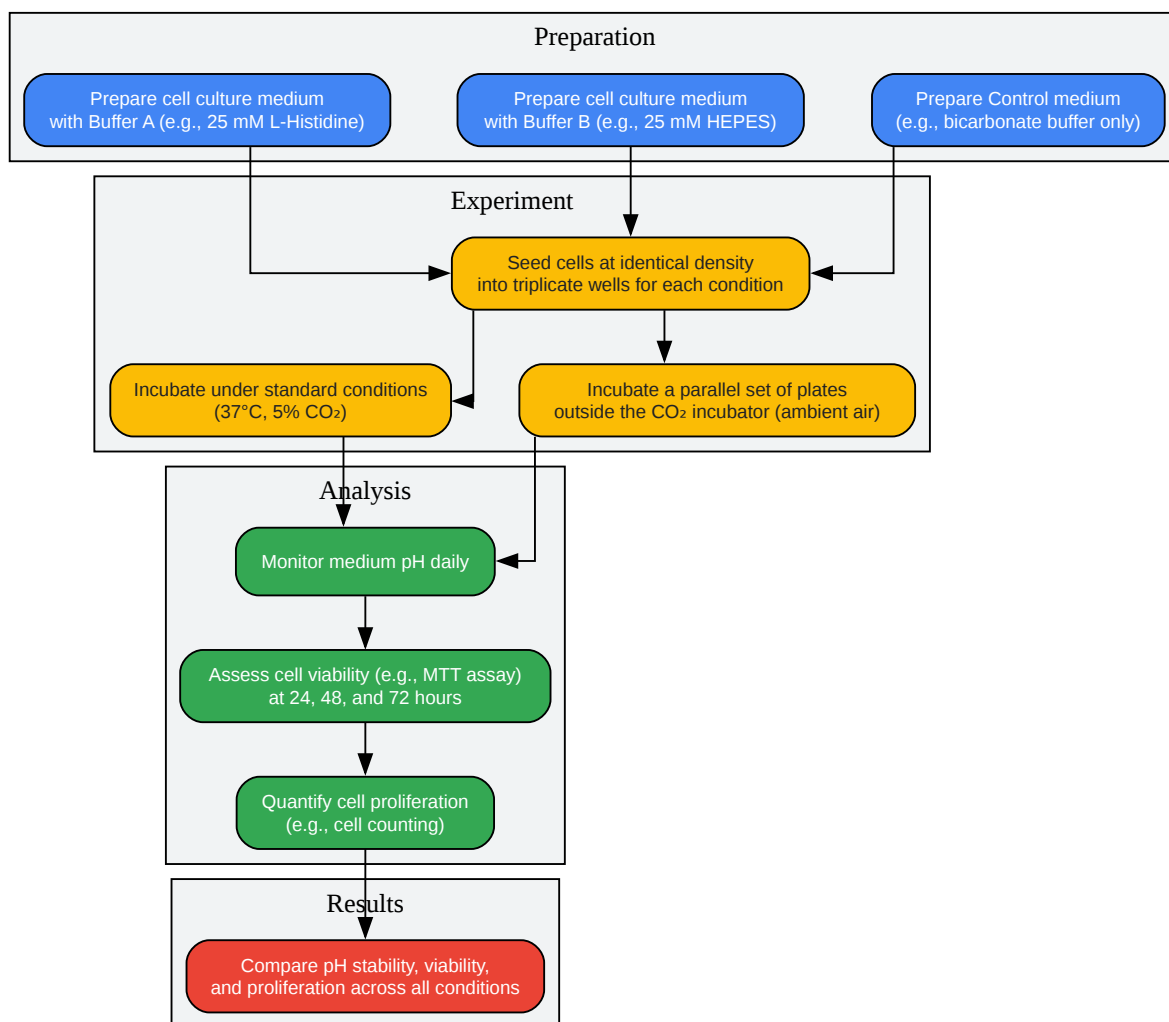 Preparation
Prepare cell culture medium
with Buffer A (e.g., 25 mM L-Histidine)
Prepare cell culture medium
with Buffer B (e.g., 25 mM HEPES)
Prepare Control medium
(e.g., bicarbonate buffer only)
Experiment
Seed cells at identical density
into triplicate wells for each condition
Incubate under standard conditions
(37°C, 5% CO₂)
Incubate a parallel set of plates
outside the CO₂ incubator (ambient air)
Analysis
Monitor medium pH daily
Assess cell viability (e.g., MTT assay)
at 24, 48, and 72 hours
Quantify cell proliferation
(e.g., cell counting)
Results
Compare pH stability, viability,
and proliferation across all conditions